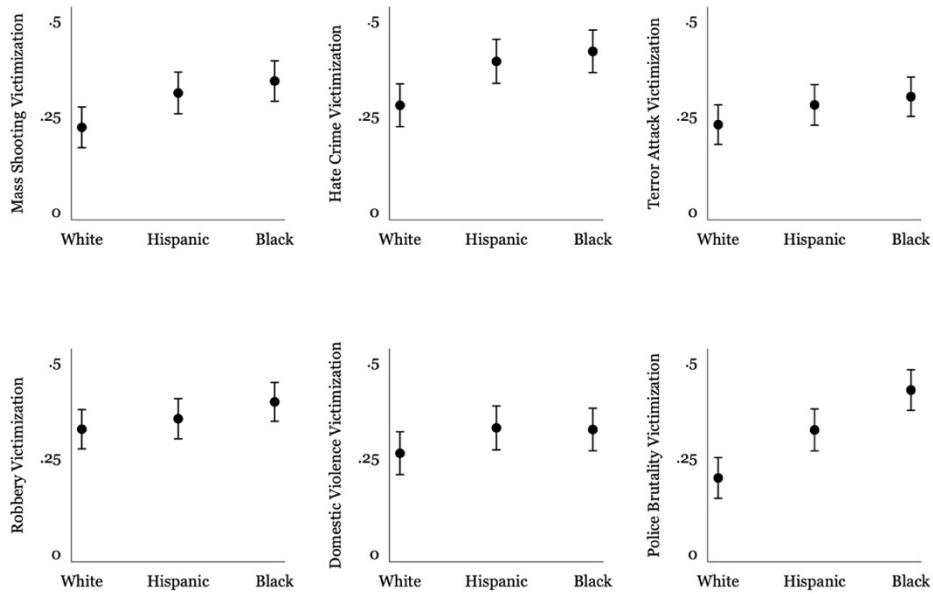 Mass Shooting Victimization
.5
.25
0
White Hispanic Black
Hate Crime Victimization
.5
.25
0
White Hispanic Black
Terror Attack Victimization
.5
.25
0
White Hispanic Black
Robbery Victimization
.5
.25
0
White Hispanic Black
Domestic Violence Victimization
.5
.25
0
White Hispanic Black
Police Brutality Victimization
.5
.25
0
White Hispanic Black